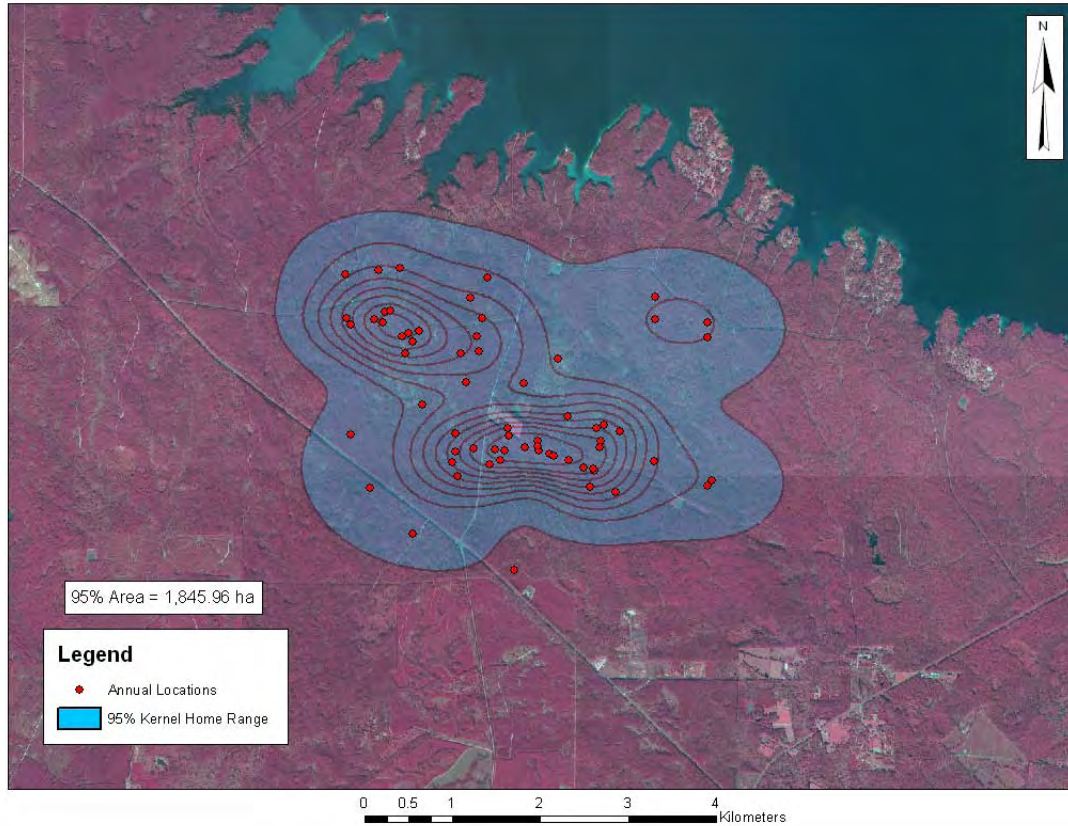 N
95% Area = 1,845.96 ha
Legend
Annual Locations
95% Kernel Home Range
0 0.5 1 2 3 4
Kilometers